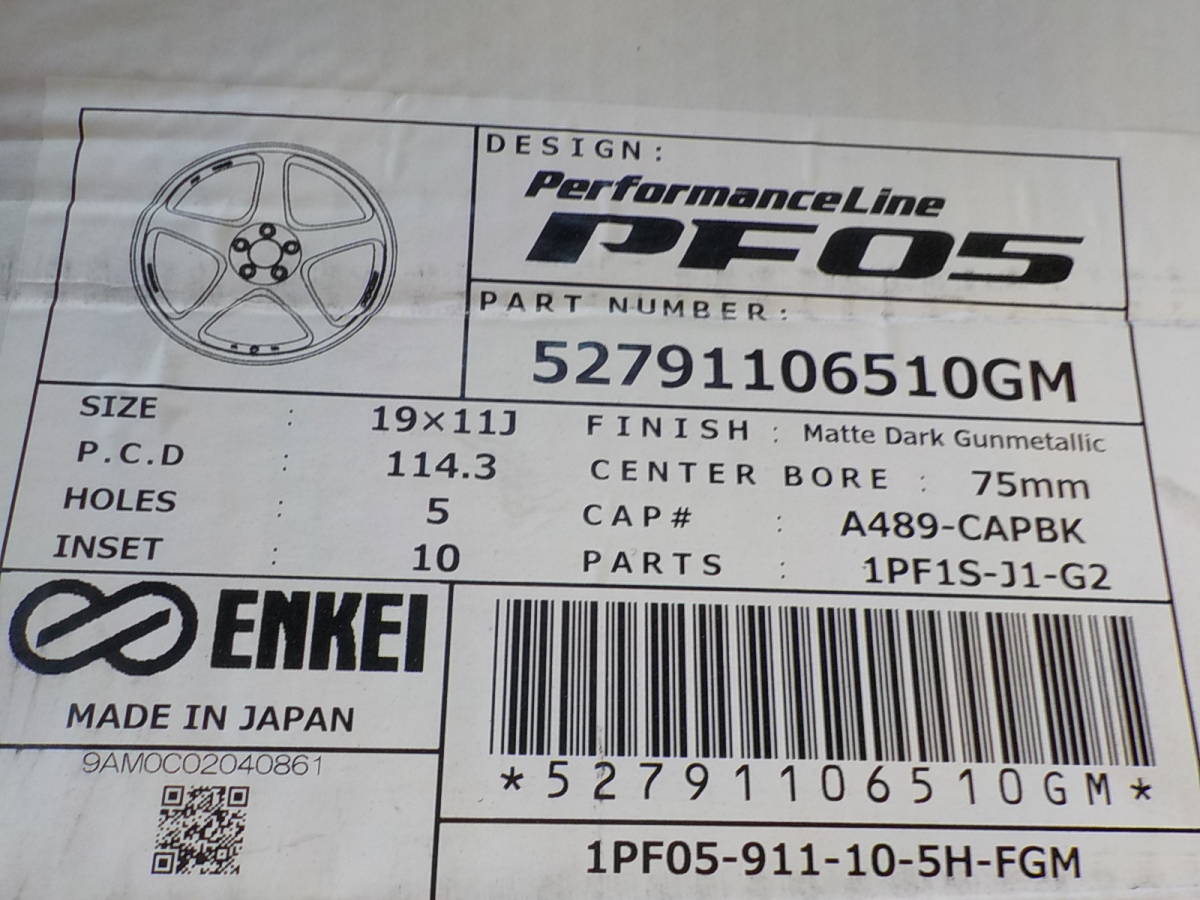 DESIGN:
PerformanceLine
PF05
PART NUMBER:
52791106510GM
SIZE : 19×11J FINISH : Matte Dark Gunmetallic
P.C.D : 114.3 CENTER BORE : 75mm
HOLES : 5 CAP# : A489-CAPBK
INSET : 10 PARTS : 1PF1S-J1-G2
ENKEI
MADE IN JAPAN
9AM0C02040861
*52791106510GM*
1PF05-911-10-5H-FGM